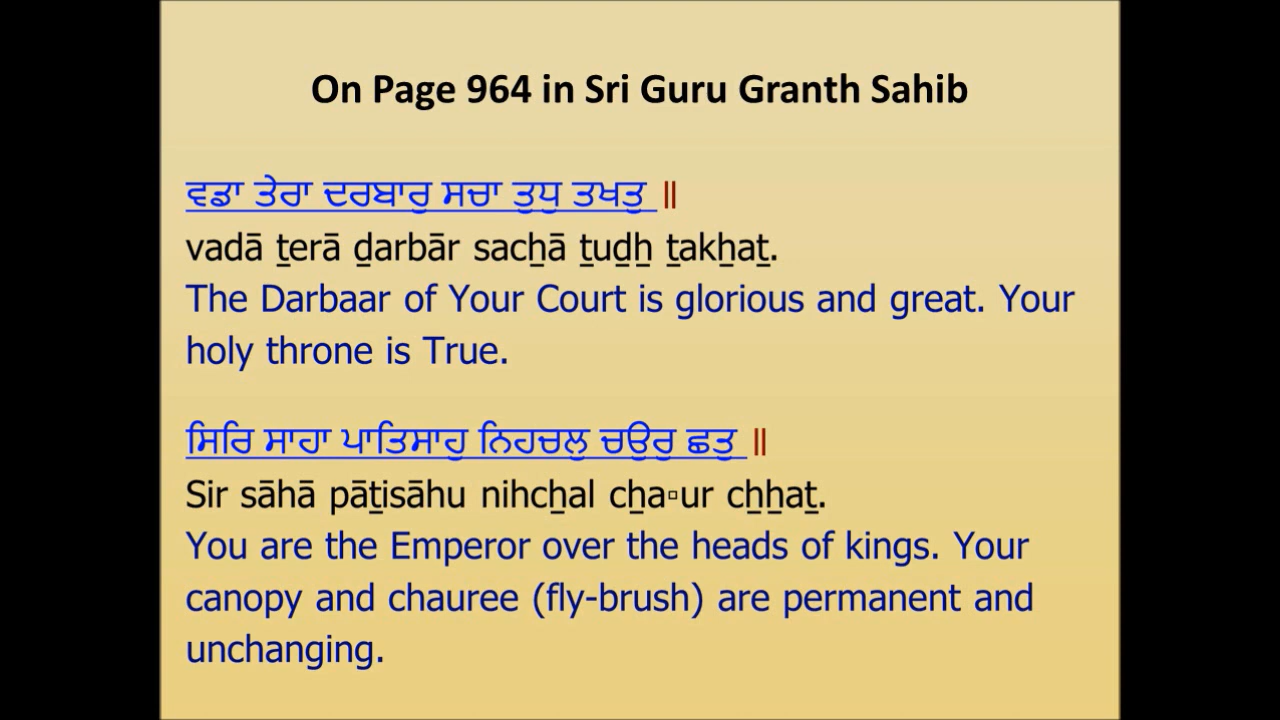 On Page 964 in Sri Guru Granth Sahib
ਵਡਾ ਤੇਰਾ ਦਰਬਾਰੁ ਸਚਾ ਤੁਧੁ ਤਖਤੁ ॥
vadā ṯerā ḏarbār sacẖā ṯuḏẖ ṯakẖaṯ.
The Darbaar of Your Court is glorious and great. Your
holy throne is True.
ਸਿਰਿ ਸਾਹਾ ਪਾਤਿਸਾਹੁ ਨਿਹਚਲੁ ਚਉਰੁ ਛਤੁ ॥
Sir sāhā pāṯisāhu nihcẖal cẖa▫ur cẖẖaṯ.
You are the Emperor over the heads of kings. Your
canopy and chauree (fly-brush) are permanent and
unchanging.